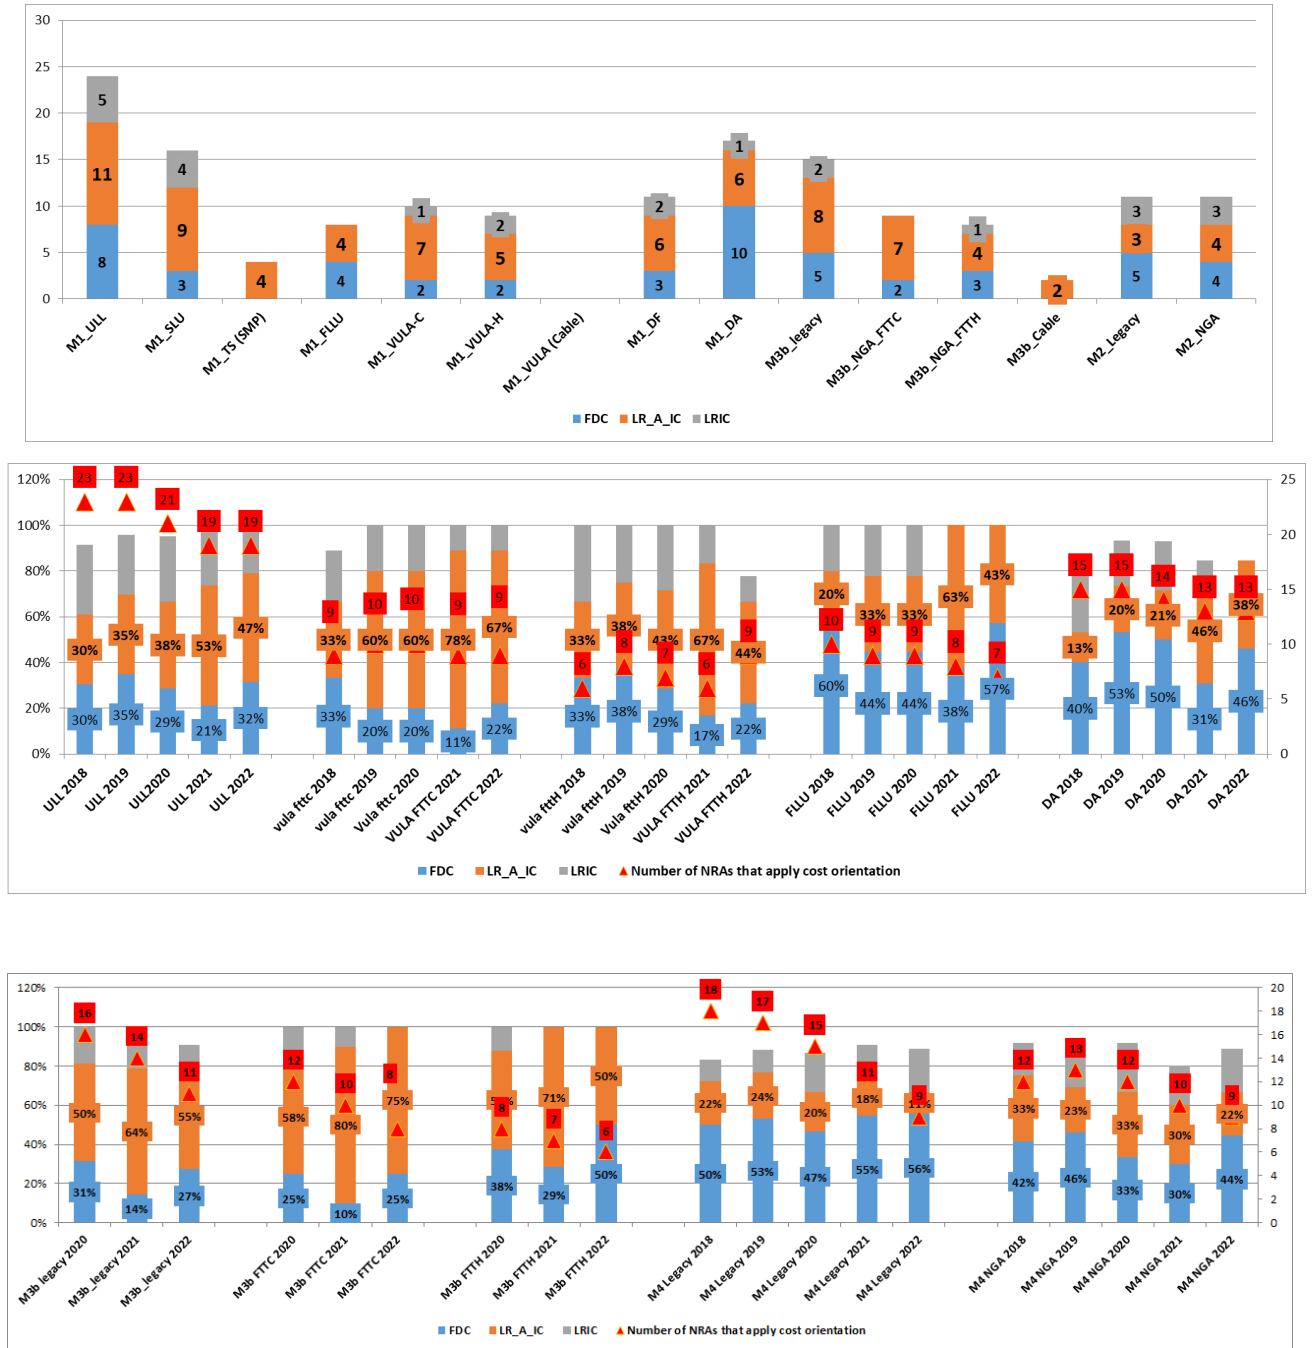 30
25
20
15
10
5
0
5
11
8
4
9
3
4
4
4
1
7
2
2
5
2
2
6
3
1
6
10
2
8
5
7
2
1
4
3
2
3
3
5
3
4
4
M1_ULL
M1_SLU
M1_TS (SMP)
M1_FLLU
M1_VULA-C
M1_VULA-H
M1_VULA (Cable)
M1_DF
M1_DA
M3b_legacy
M3b_NGA_FTTC
M3b_NGA_FTTH
M3b_Cable
M2_Legacy
M2_NGA
FDC LR_A_IC LRIC
120%
100%
80%
60%
40%
20%
0%
25
20
15
10
5
0
23 23 21 19 19
9 10 10 9 9
6 8 7 6 9
10 9 9 8 7
15 15 14 13 13
30% 35% 38% 53% 47%
33% 60% 60% 78% 67%
33% 38% 43% 67% 44%
20% 33% 33% 63% 43%
13% 20% 21% 46% 38%
30% 35% 29% 21% 32%
33% 20% 20% 11% 22%
33% 38% 29% 17% 22%
60% 44% 44% 38% 57%
40% 53% 50% 31% 46%
ULL 2018
ULL 2019
ULL2020
ULL 2021
ULL 2022
vula fttc 2018
vula fttc 2019
Vula fttc 2020
VULA FTTC 2021
VULA FTTC 2022
vula fttH 2018
vula fttH 2019
Vula fttH 2020
VULA FTTH 2021
VULA FTTH 2022
FLLU 2018
FLLU 2019
FLLU 2020
FLLU 2021
FLLU 2022
DA 2018
DA 2019
DA 2020
DA 2021
DA 2022
FDC LR_A_IC LRIC Number of NRAs that apply cost orientation
120%
100%
80%
60%
40%
20%
0%
20
18
16
14
12
10
8
6
4
2
0
16 14 11
12 10 8
8 7 6
18 17 15 11 9
12 13 12 10 9
50% 64% 55%
58% 80% 75%
71% 50%
22% 24% 20% 18% 11%
33% 23% 33% 30% 22%
31% 14% 27%
25% 10% 25%
38% 29% 50%
50% 53% 47% 55% 56%
42% 46% 33% 30% 44%
M3b legacy 2020
M3b_legacy 2021
M3b_legacy 2022
M3b FTTC 2020
M3b FTTC 2021
M3b FTTC 2022
M3b FTTH 2020
M3b FTTH 2021
M3b FTTH 2022
M4 Legacy 2018
M4 Legacy 2019
M4 Legacy 2020
M4 Legacy 2021
M4 Legacy 2022
M4 NGA 2018
M4 NGA 2019
M4 NGA 2020
M4 NGA 2021
M4 NGA 2022
FDC LR_A_IC LRIC Number of NRAs that apply cost orientation